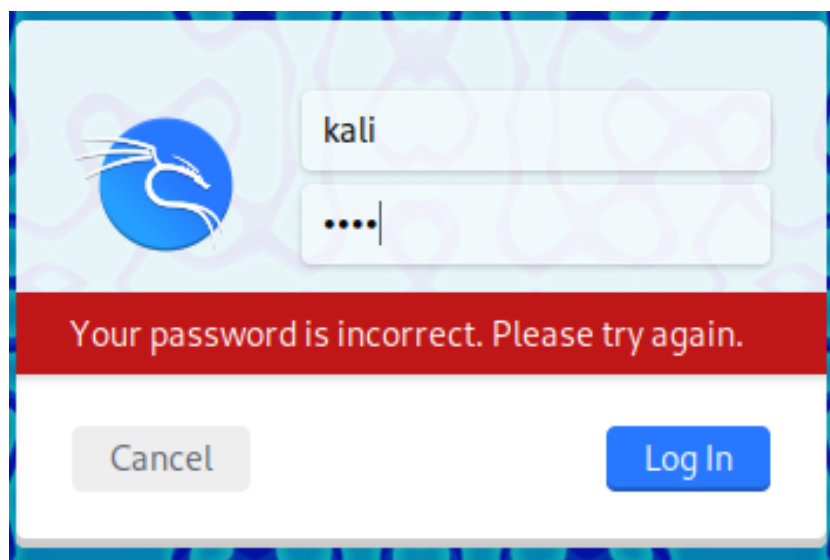 kali
••••
Your password is incorrect. Please try again.
Cancel
Log In